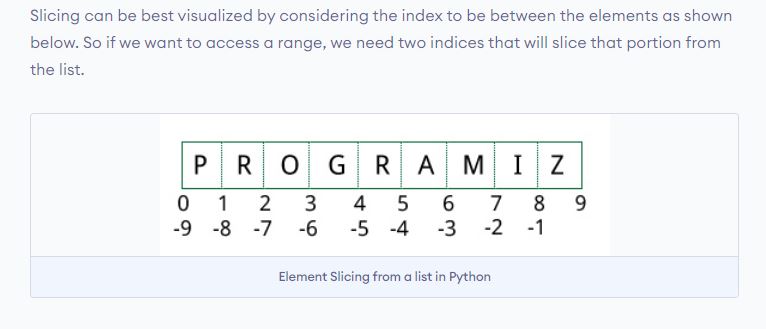 Slicing can be best visualized by considering the index to be between the elements as shown
below. So if we want to access a range, we need two indices that will slice that portion from
the list.
P R O G R A M I Z
0 1 2 3 4 5 6 7 8 9
-9 -8 -7 -6 -5 -4 -3 -2 -1
Element Slicing from a list in Python